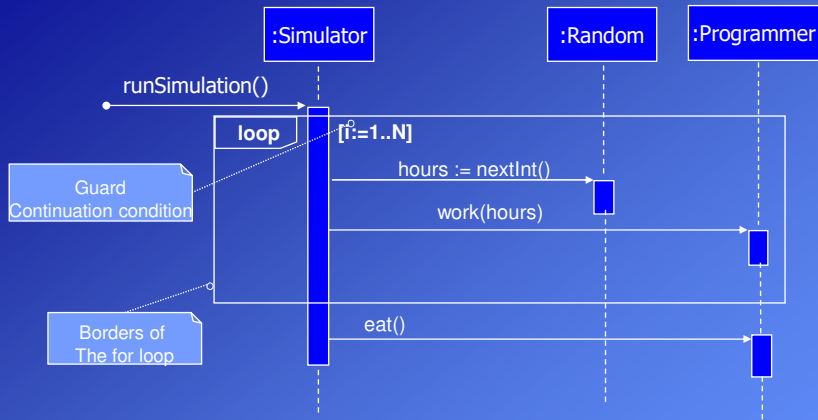 :Simulator
:Random
:Programmer
runSimulation()
loop
[i:=1..N]
hours := nextInt()
Guard
Continuation condition
work(hours)
Borders of
The for loop
eat()